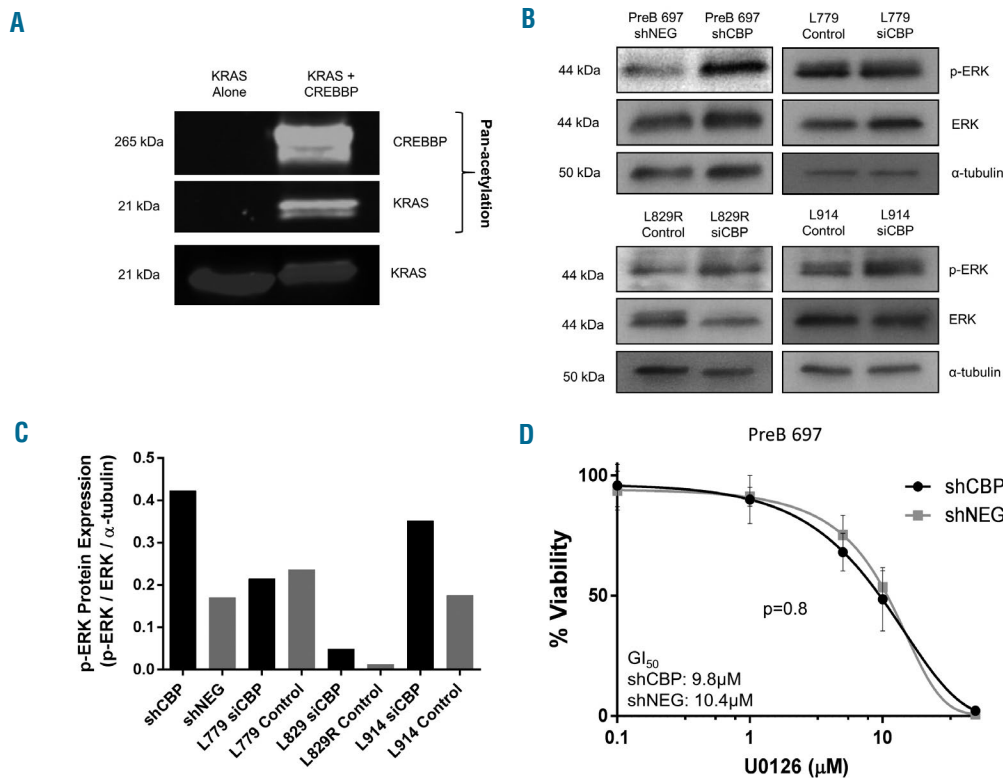 A
KRAS
Alone
KRAS +
CREBBP
265 kDa
CREBBP
21 kDa
KRAS
Pan-acetylation
21 kDa
KRAS
B
PreB 697
shNEG
PreB 697
shCBP
L779
Control
L779
siCBP
44 kDa
p-ERK
44 kDa
ERK
50 kDa
α-tubulin
L829R
Control
L829R
siCBP
L914
Control
L914
siCBP
44 kDa
p-ERK
44 kDa
ERK
50 kDa
α-tubulin
C
p-ERK Protein Expression
(p-ERK / ERK / α-tubulin)
0.5
0.4
0.3
0.2
0.1
0.0
shCBP
shNEG
L779 siCBP
L779 Control
L829 siCBP
L829R Control
L914 siCBP
L914 Control
D
PreB 697
% Viability
100
50
0
shCBP
shNEG
p=0.8
GI50
shCBP: 9.8µM
shNEG: 10.4µM
0.1
1
10
U0126 (µM)